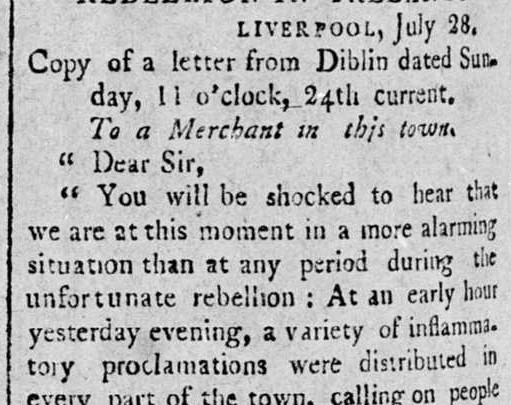 REBELLION IN IRELAND
LIVERPOOL, July 28.
Copy of a letter from Diblin dated Sun-
day, 11 o'clock, 24th current.
To a Merchant in this town.
“ Dear Sir,
“ You will be shocked to hear that
we are at this moment in a more alarming
situation than at any period during the
unfortunate rebellion : At an early hour
yesterday evening, a variety of inflamma-
tory proclamations were distributed in
every part of the town, calling on people